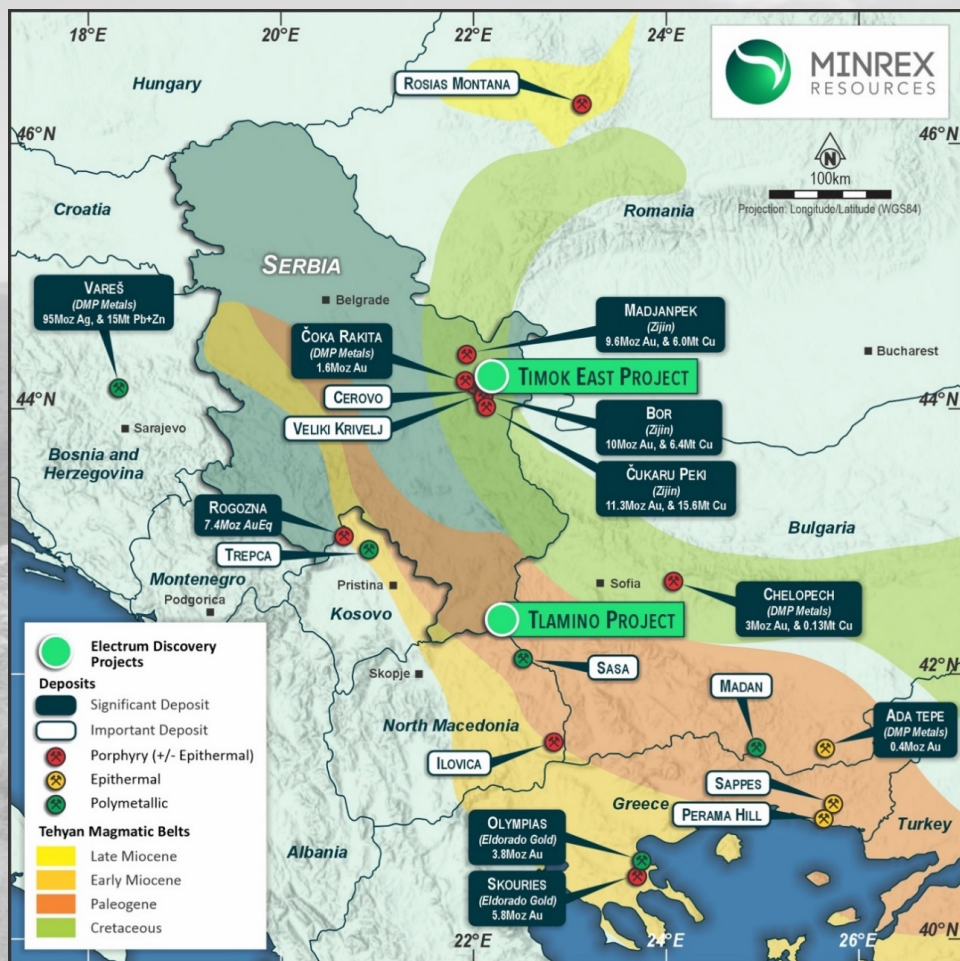 18°E
20°E
22°E
24°E
MINREX
RESOURCES
Hungary
ROSIAS MONTANA
46°N
46°N
N
100km
Projection: Longitude/Latitude (WGS84)
Croatia
Romania
SERBIA
VAREŠ
(DMP Metals)
95Moz Ag, & 15Mt Pb+Zn
Belgrade
MADJANPEK
(Zijin)
9.6Moz Au, & 6.0Mt Cu
ČOKA RAKITA
(DMP Metals)
1.6Moz Au
Bucharest
TIMOK EAST PROJECT
CEROVO
44°N
44°N
VELIKI KRIVELJ
BOR
(Zijin)
10Moz Au, & 6.4Mt Cu
Sarajevo
Bosnia and
Herzegovina
ČUKARU PEKI
(Zijin)
11.3Moz Au, & 15.6Mt Cu
ROGOZNA
7.4Moz AuEq
Bulgaria
TREPCA
Montenegro
Podgorica
Pristina
Kosovo
Sofia
CHELOPECH
(DMP Metals)
3Moz Au, & 0.13Mt Cu
TLAMINO PROJECT
Electrum Discovery
Projects
Deposits
Significant Deposit
Important Deposit
Porphyry (+/- Epithermal)
Epithermal
Polymetallic
Tehyan Magmatic Belts
Late Miocene
Early Miocene
Paleogene
Cretaceous
Skopje
SASA
42°N
MADAN
North Macedonia
ADA TEPE
(DMP Metals)
0.4Moz Au
ILOVICA
SAPPES
Greece
PERAMA HILL
Turkey
OLYMPIAS
(Eldorado Gold)
3.8Moz Au
Albania
SKOURIES
(Eldorado Gold)
5.8Moz Au
40°N
22°E
24°E
26°E